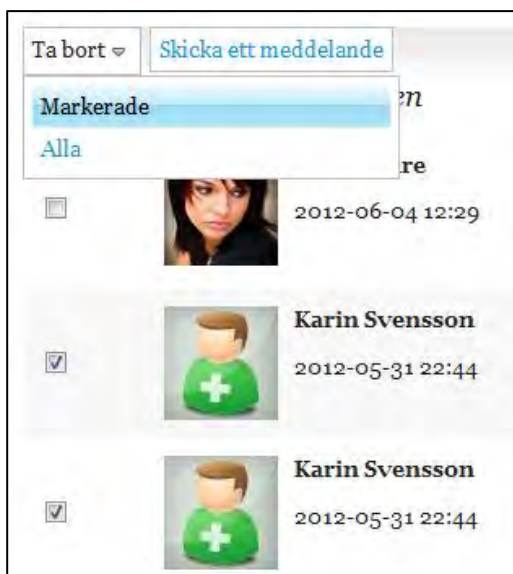 Ta bort Skicka ett meddelande
Markerade
Alla
2012-06-04 12:29
Karin Svensson
2012-05-31 22:44
Karin Svensson
2012-05-31 22:44